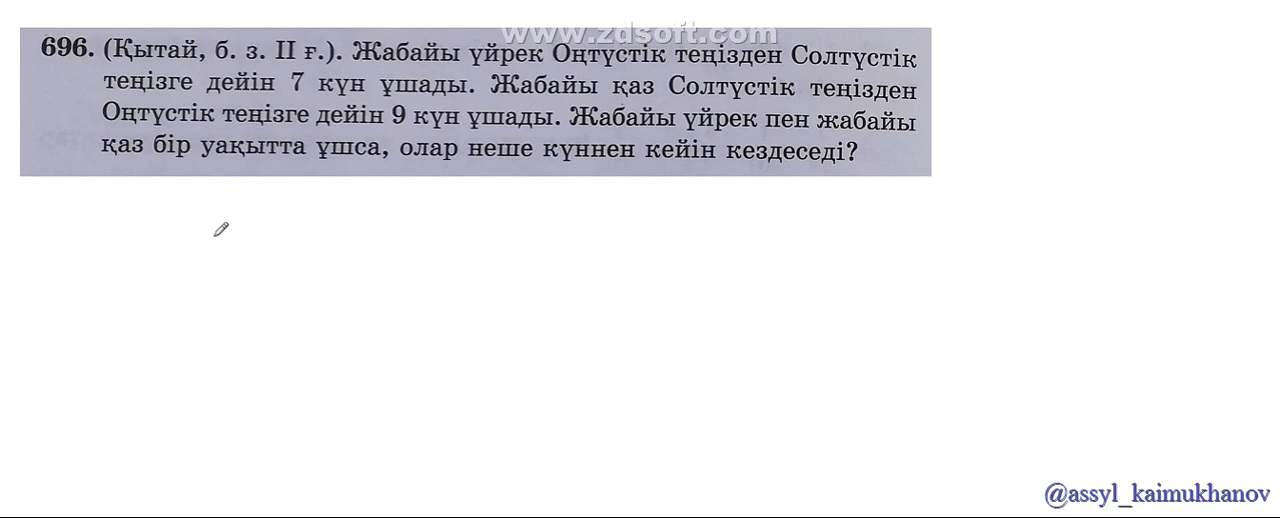 www.zdsoft.com
696. (Қытай, б. з. II ғ.). Жабайы үйрек Оңтүстік теңізден Солтүстік
теңізге дейін 7 күн ұшады. Жабайы қаз Солтүстік теңізден
Оңтүстік теңізге дейін 9 күн ұшады. Жабайы үйрек пен жабайы
қаз бір уақытта ұшса, олар неше күннен кейін кездеседі?
@assyl_kaimukhanov